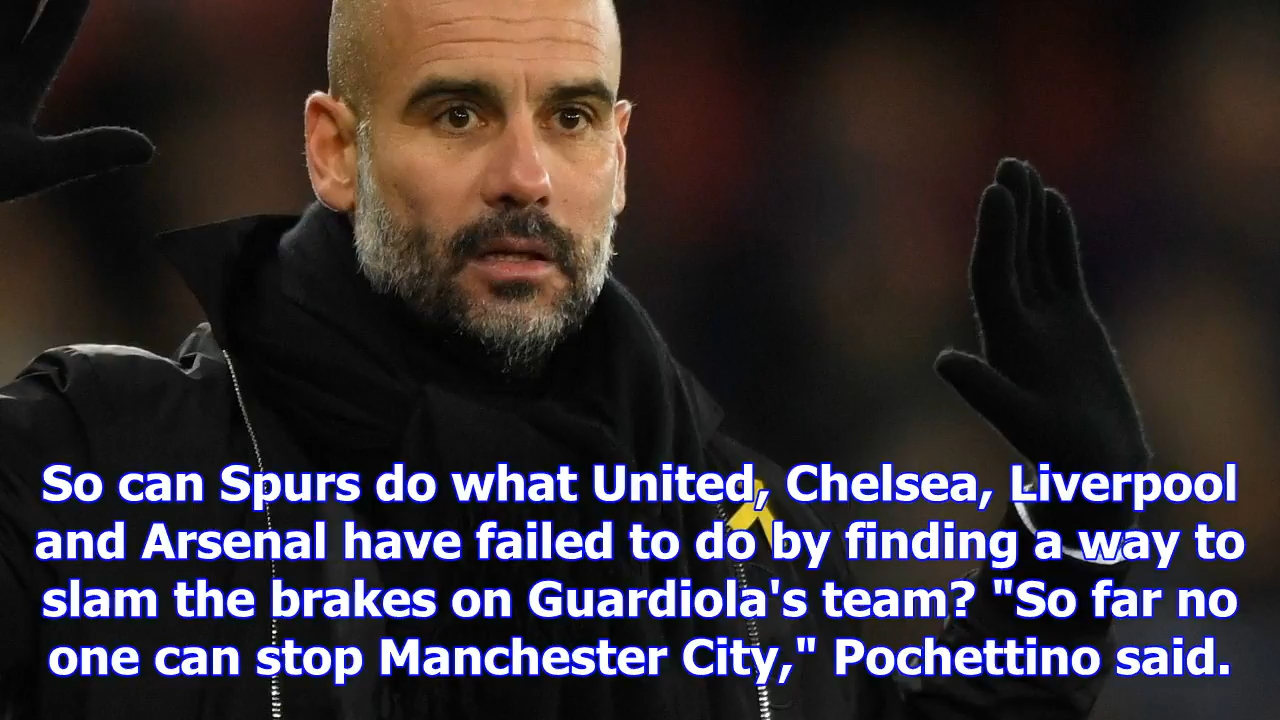 So can Spurs do what United, Chelsea, Liverpool
and Arsenal have failed to do by finding a way to
slam the brakes on Guardiola's team? "So far no
one can stop Manchester City," Pochettino said.